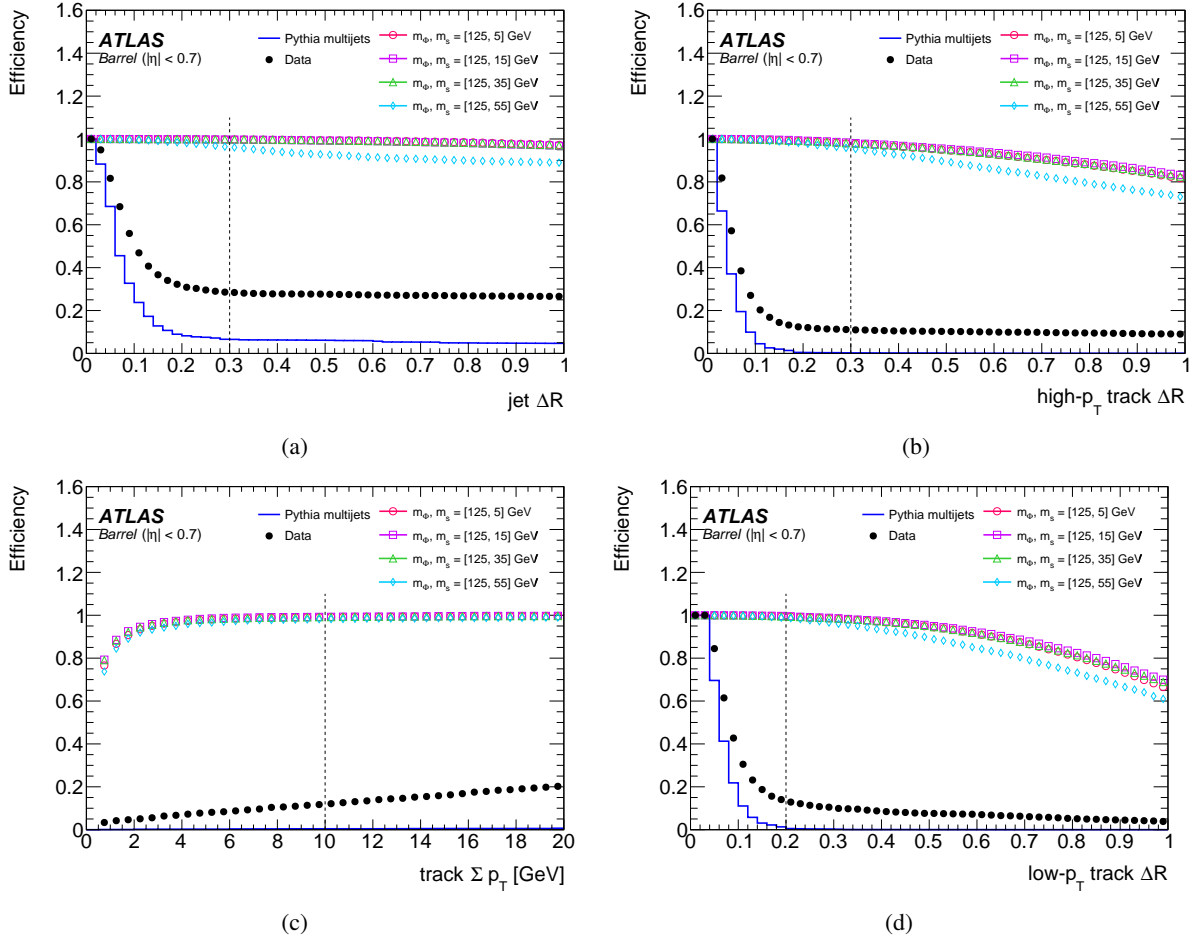 Efficiency
1.6
1.4
1.2
1
0.8
0.6
0.4
0.2
0
ATLAS
Barrel (|η| < 0.7)
Pythia multijets
Data
m_Φ, m_s = [125, 5] GeV
m_Φ, m_s = [125, 15] GeV
m_Φ, m_s = [125, 35] GeV
m_Φ, m_s = [125, 55] GeV
0 0.1 0.2 0.3 0.4 0.5 0.6 0.7 0.8 0.9 1
jet ΔR
(a)
Efficiency
1.6
1.4
1.2
1
0.8
0.6
0.4
0.2
0
ATLAS
Barrel (|η| < 0.7)
Pythia multijets
Data
m_Φ, m_s = [125, 5] GeV
m_Φ, m_s = [125, 15] GeV
m_Φ, m_s = [125, 35] GeV
m_Φ, m_s = [125, 55] GeV
0 0.1 0.2 0.3 0.4 0.5 0.6 0.7 0.8 0.9 1
high-p_T track ΔR
(b)
Efficiency
1.6
1.4
1.2
1
0.8
0.6
0.4
0.2
0
ATLAS
Barrel (|η| < 0.7)
Pythia multijets
Data
m_Φ, m_s = [125, 5] GeV
m_Φ, m_s = [125, 15] GeV
m_Φ, m_s = [125, 35] GeV
m_Φ, m_s = [125, 55] GeV
0 2 4 6 8 10 12 14 16 18 20
track Σ p_T [GeV]
(c)
Efficiency
1.6
1.4
1.2
1
0.8
0.6
0.4
0.2
0
ATLAS
Barrel (|η| < 0.7)
Pythia multijets
Data
m_Φ, m_s = [125, 5] GeV
m_Φ, m_s = [125, 15] GeV
m_Φ, m_s = [125, 35] GeV
m_Φ, m_s = [125, 55] GeV
0 0.1 0.2 0.3 0.4 0.5 0.6 0.7 0.8 0.9 1
low-p_T track ΔR
(d)